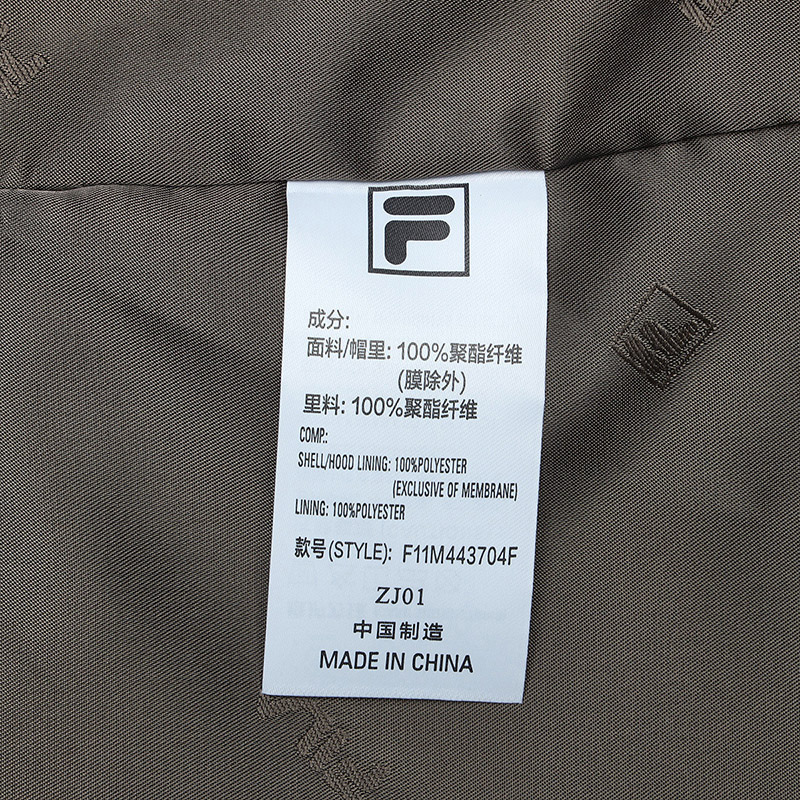 F
成分:
面料/帽里: 100%聚酯纤维
(膜除外)
里料: 100%聚酯纤维
COMP.:
SHELL/HOOD LINING: 100%POLYESTER
(EXCLUSIVE OF MEMBRANE)
LINING: 100%POLYESTER
款号(STYLE): F11M443704F
ZJ01
中国制造
MADE IN CHINA